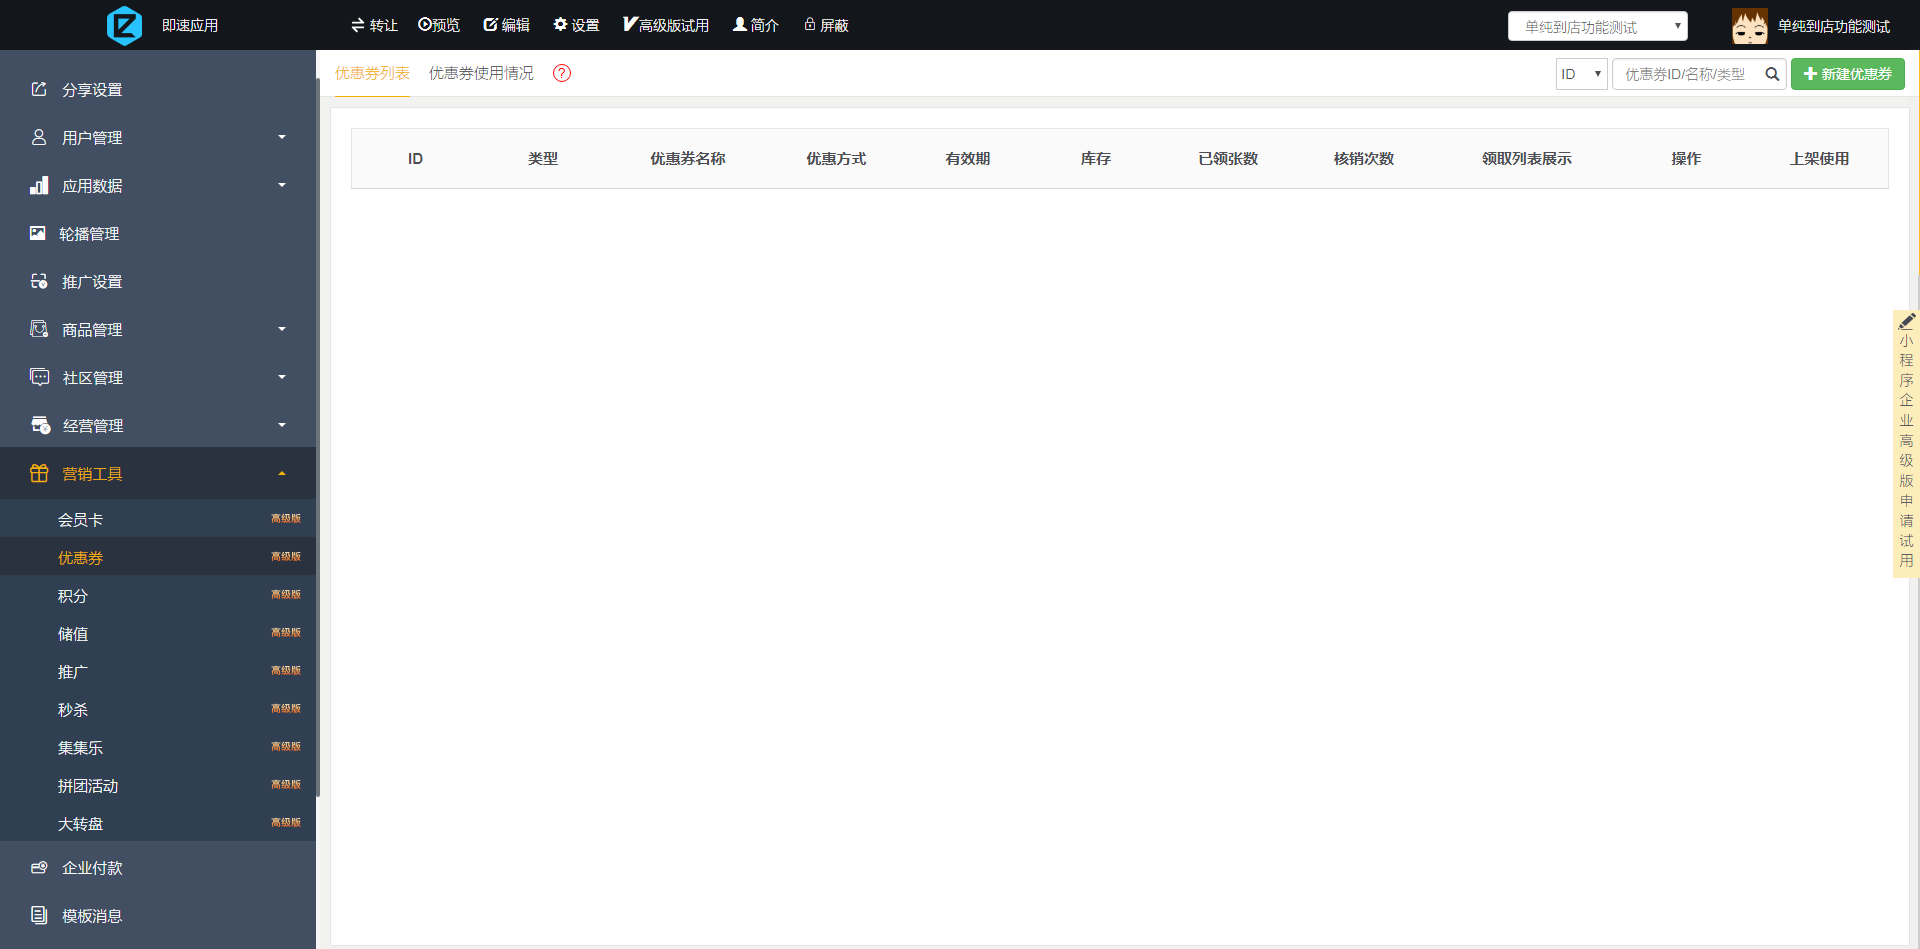 即速应用
转让
预览
编辑
设置
高级版试用
简介
屏蔽
单纯到店功能测试
单纯到店功能测试
分享设置
用户管理
应用数据
轮播管理
推广设置
商品管理
社区管理
经营管理
营销工具
会员卡 高级版
优惠券 高级版
积分 高级版
储值 高级版
推广 高级版
秒杀 高级版
集集乐 高级版
拼团活动 高级版
大转盘 高级版
企业付款
模板消息
优惠券列表
优惠券使用情况
?
ID
优惠券ID/名称/类型
新建优惠券
ID 类型 优惠券名称 优惠方式 有效期 库存 已领张数 核销次数 领取列表展示 操作 上架使用
小程序企业高级版申请试用